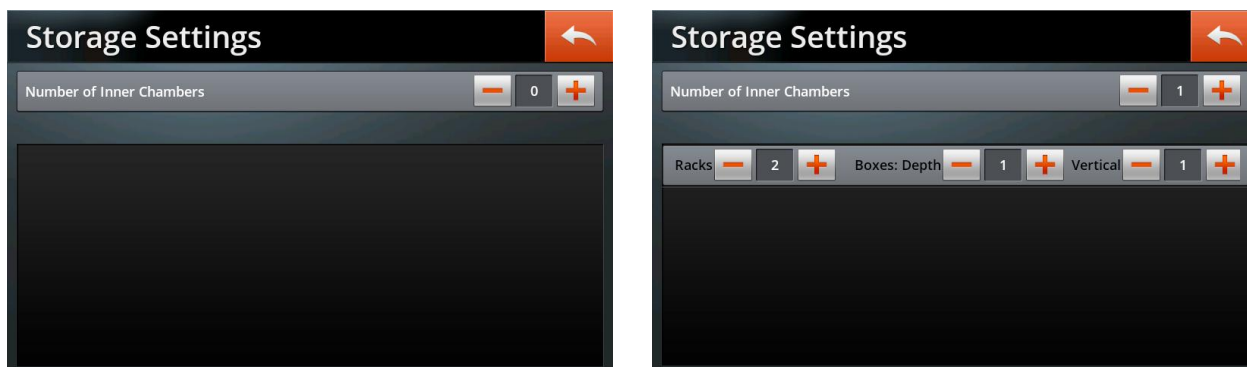 Storage Settings
Number of Inner Chambers 0
Storage Settings
Number of Inner Chambers 1
Racks 2 Boxes: Depth 1 Vertical 1